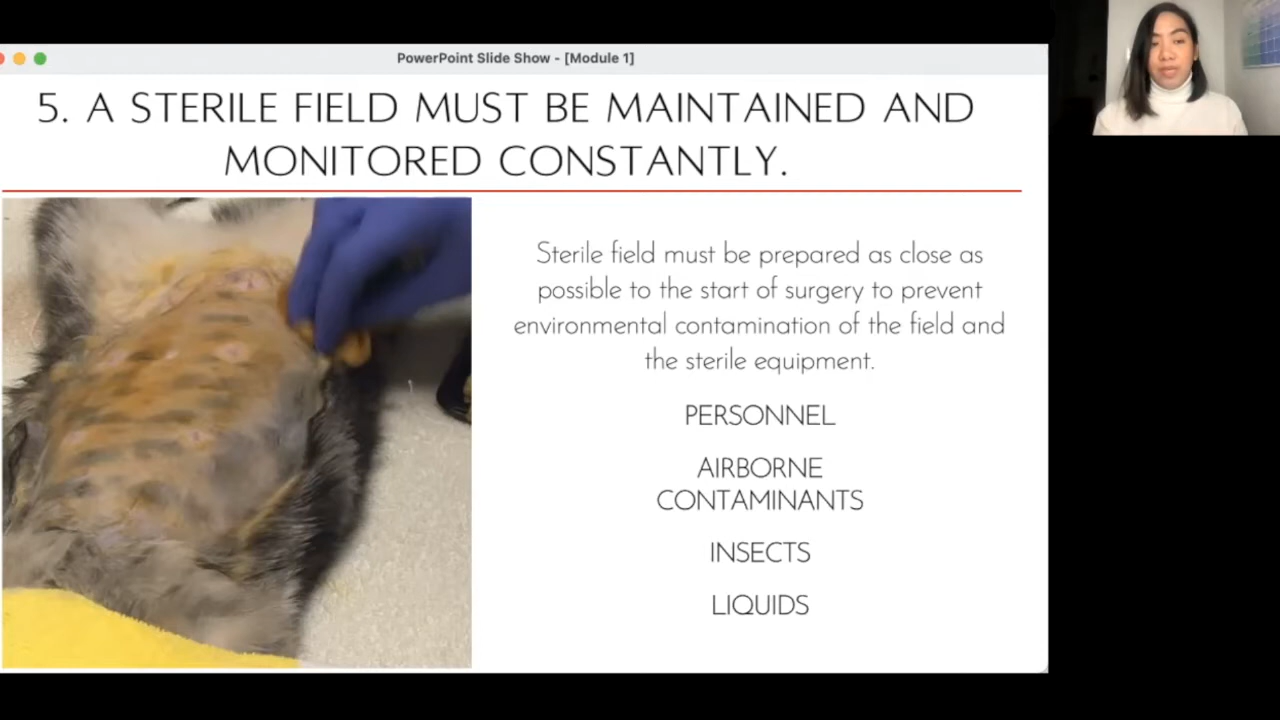 PowerPoint Slide Show - [Module 1]
5. A STERILE FIELD MUST BE MAINTAINED AND
MONITORED CONSTANTLY.
Sterile field must be prepared as close as
possible to the start of surgery to prevent
environmental contamination of the field and
the sterile equipment.
PERSONNEL
AIRBORNE
CONTAMINANTS
INSECTS
LIQUIDS